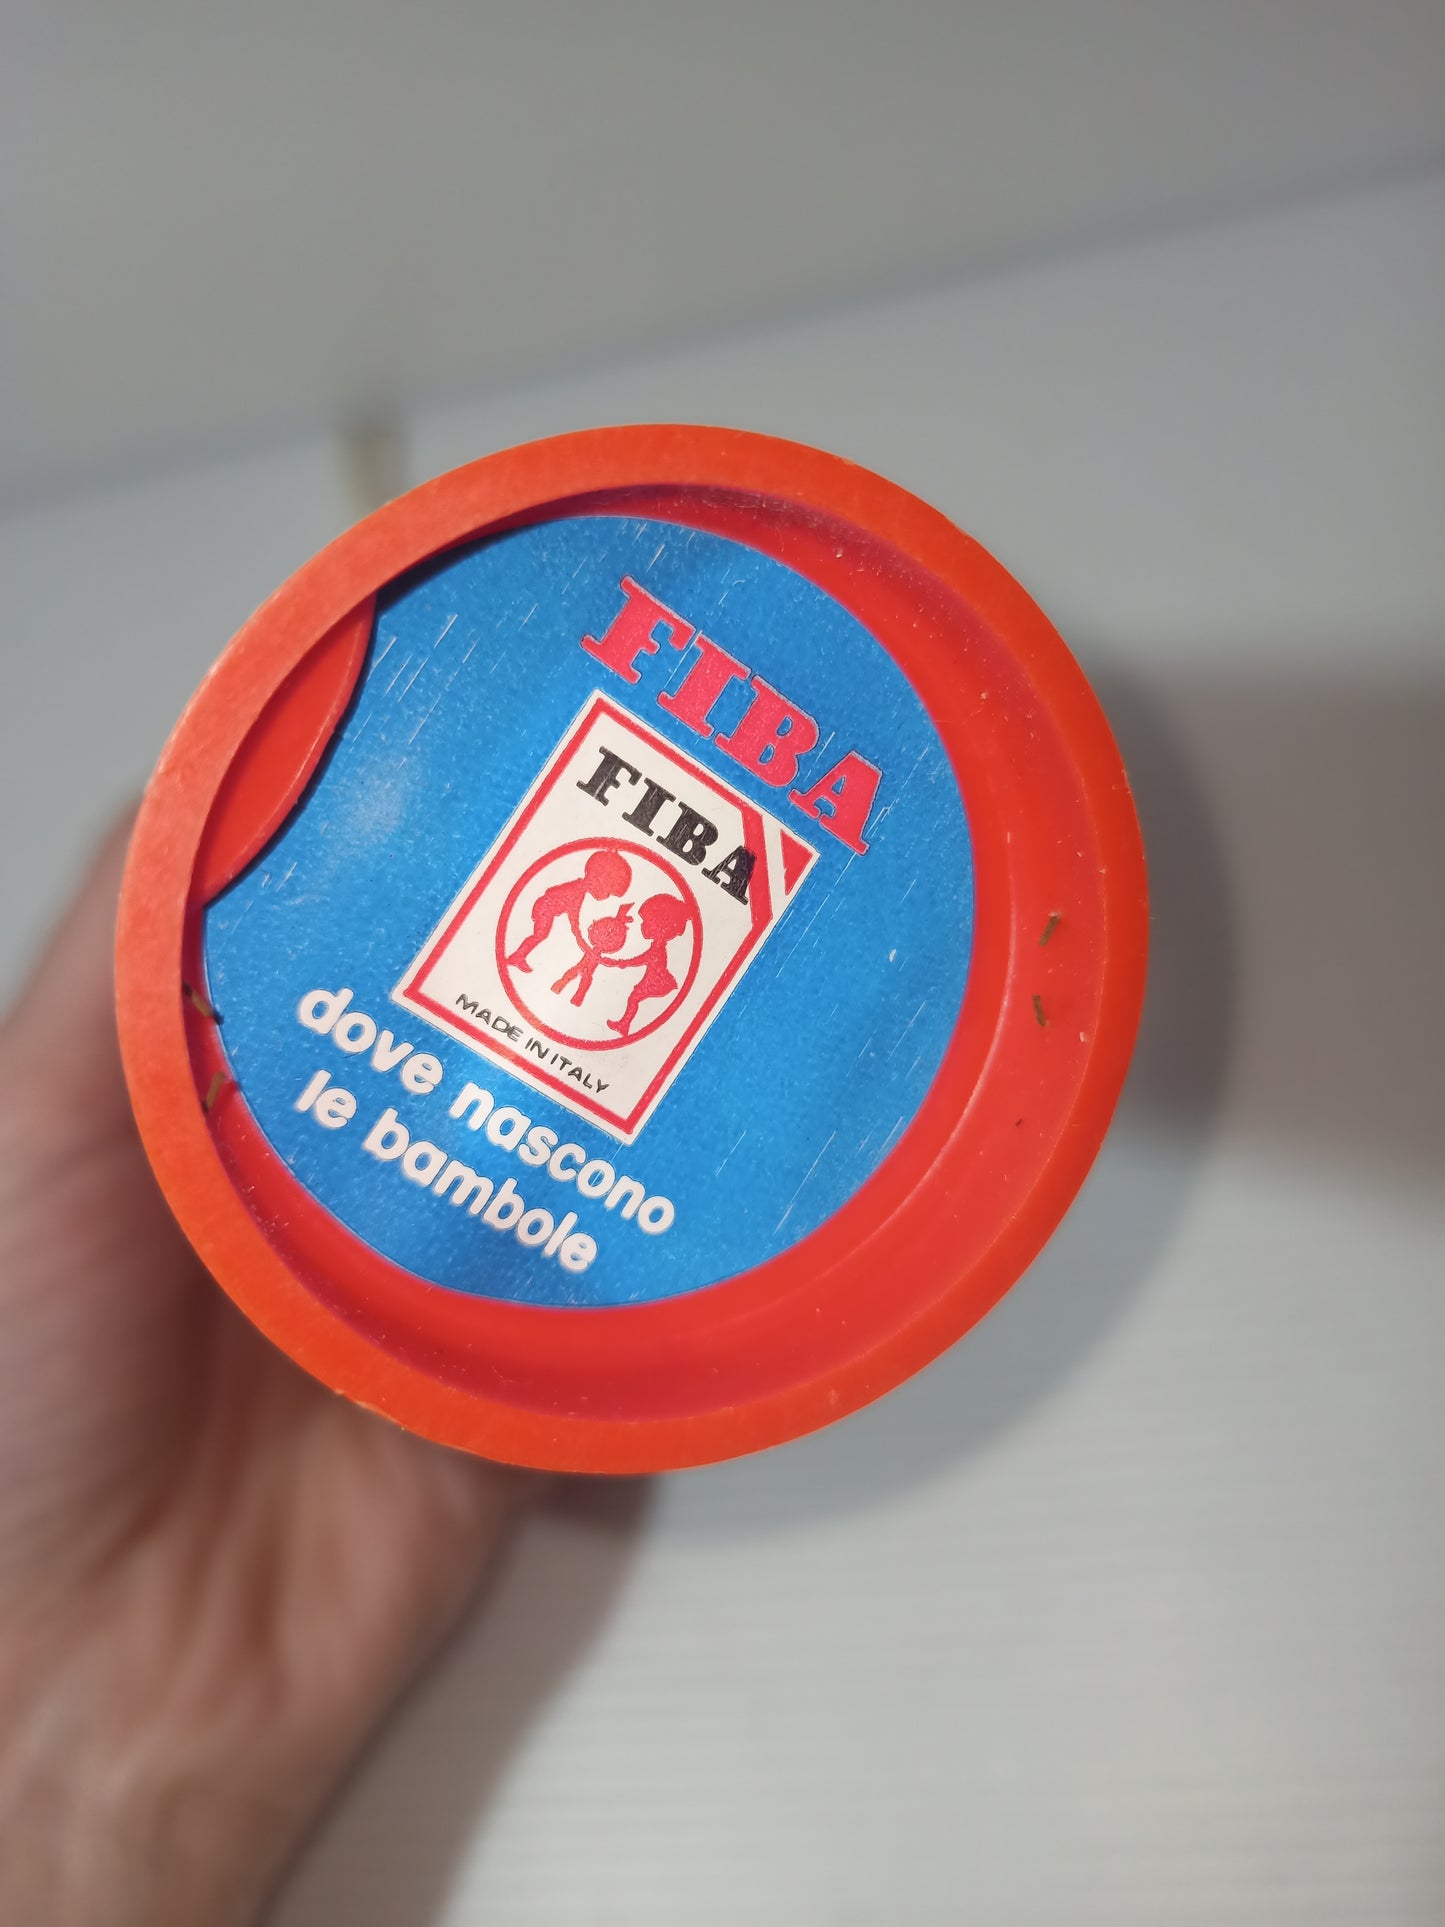 FIBA
FIBA
MADE IN ITALY
dove nascono
le bambole